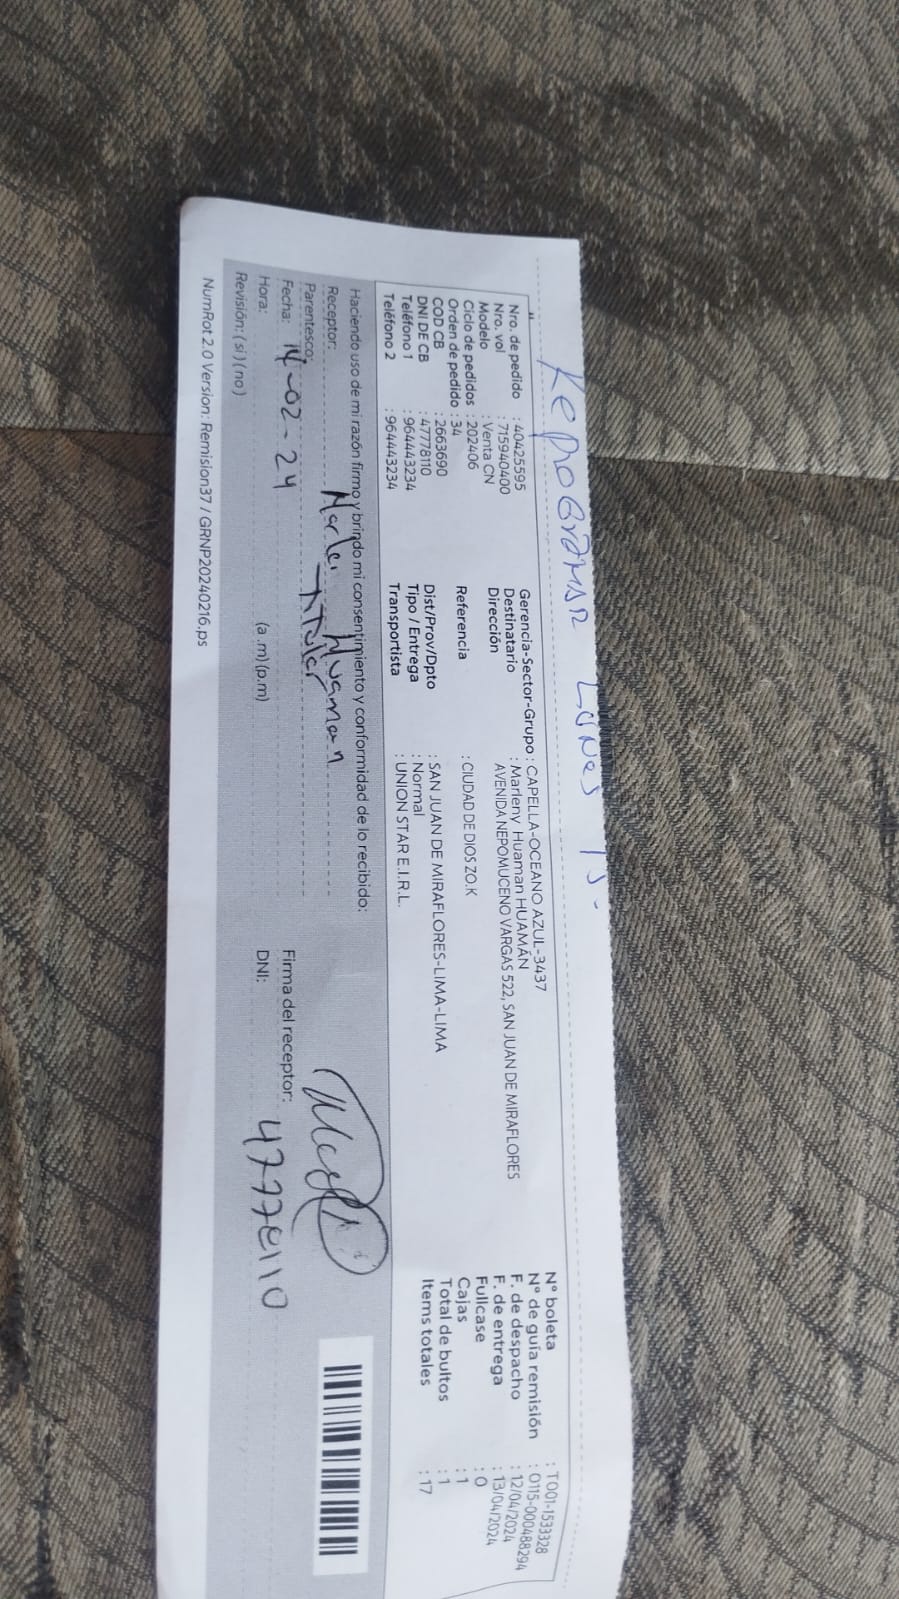 Reprogramar Lunes 15.
Nro. de pedido : 40425595
Nro. vol : 715940400
Modelo : Venta CN
Ciclo de pedidos : 202406
Orden de pedido : 34
COD CB : 2663690
DNI DE CB : 47778110
Teléfono 1 : 964443234
Teléfono 2 : 964443234
Gerencia-Sector-Grupo : CAPELLA-OCEANO AZUL-3437
Destinatario : Marleny Huaman HUAMÁN
Dirección AVENIDA NEPOMUCENO VARGAS 522, SAN JUAN DE MIRAFLORES
Referencia : CIUDAD DE DIOS ZO.K
Dist/Prov/Dpto : SAN JUAN DE MIRAFLORES-LIMA-LIMA
Tipo / Entrega : Normal
Transportista : UNION STAR E.I.R.L.
N° boleta : T001-1533328
N° de guía remisión : 0115-000488294
F. de despacho : 12/04/2024
F. de entrega : 13/04/2024
Fullcase : 0
Cajas : 1
Total de bultos : 1
Items totales : 17
Haciendo uso de mi razón firmo y brindo mi consentimiento y conformidad de lo recibido:
Receptor: Marleni Huaman
Parentesco: Titular
Fecha: 14-02-24
Hora: (a .m) (p.m)
Revisión: ( si ) ( no )
Firma del receptor:
DNI: 47778110
NumRot 2.0 Version: Remision37 / GRNP20240216.ps